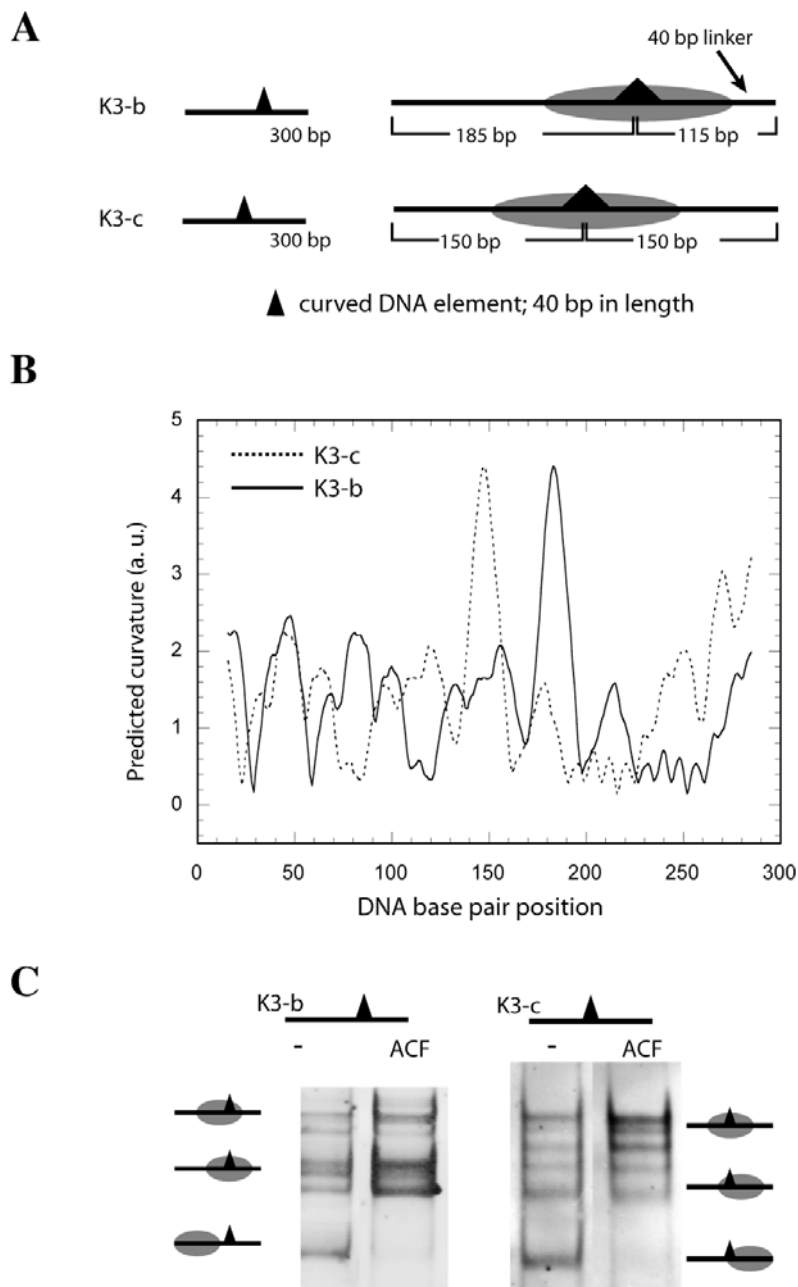 A
40 bp linker
K3-b
300 bp
185 bp
115 bp
K3-c
300 bp
150 bp
150 bp
curved DNA element; 40 bp in length
B
5
4
3
2
1
0
Predicted curvature (a. u.)
K3-c
K3-b
0 50 100 150 200 250 300
DNA base pair position
C
K3-b
K3-c
- ACF
- ACF